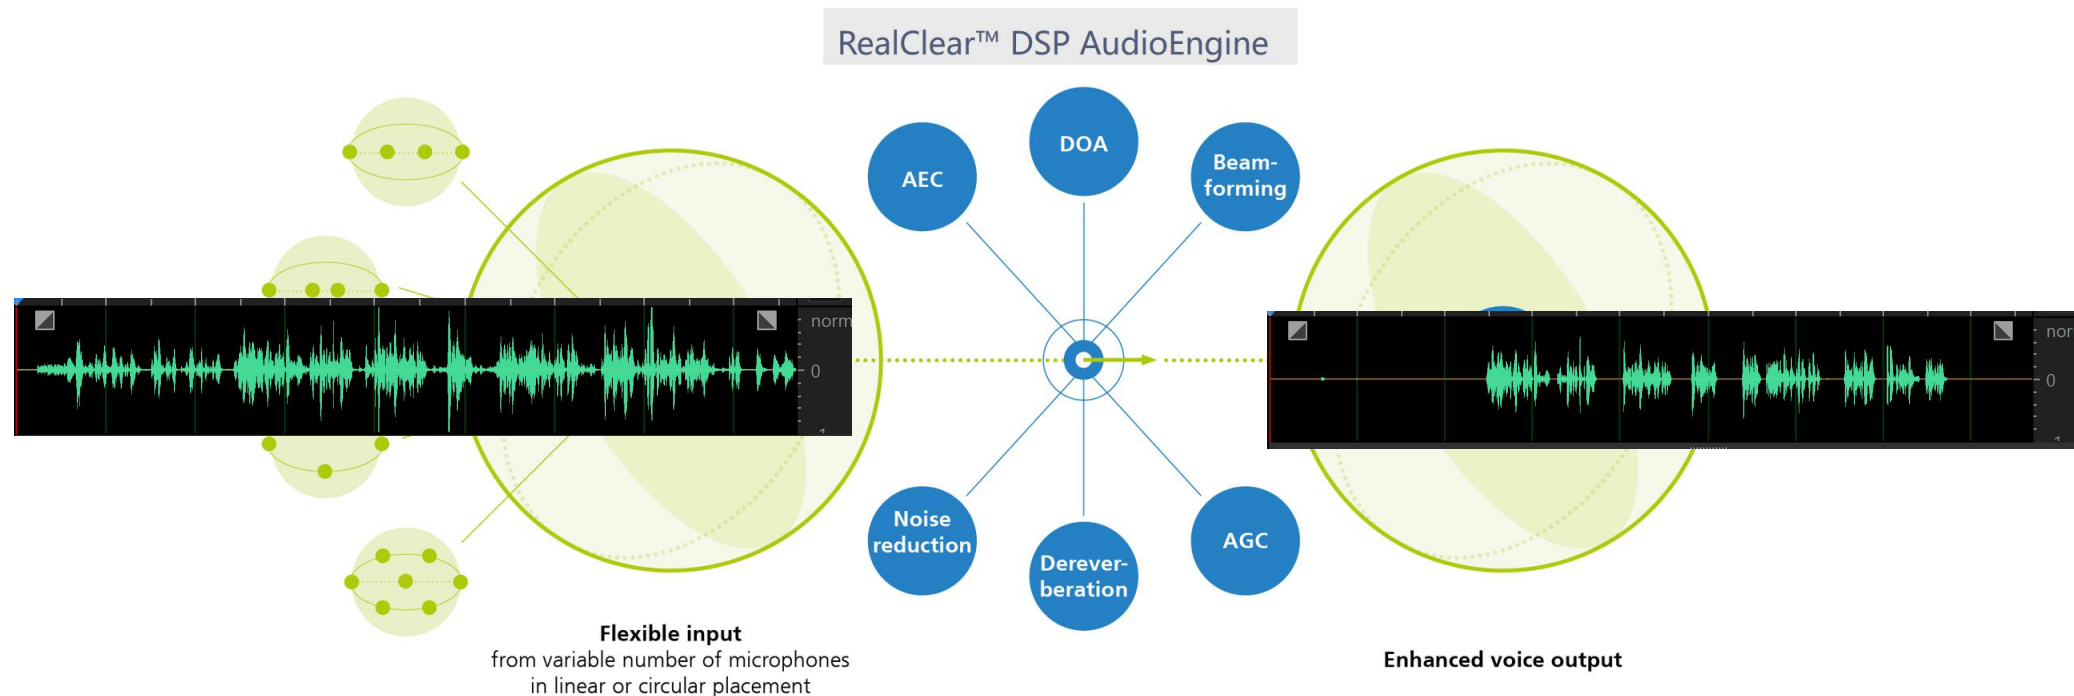 RealClear™ DSP AudioEngine
AEC
DOA
Beam-
forming
norm
0
nor
0
Noise
reduction
Derever-
beration
AGC
Flexible input
from variable number of microphones
in linear or circular placement
Enhanced voice output